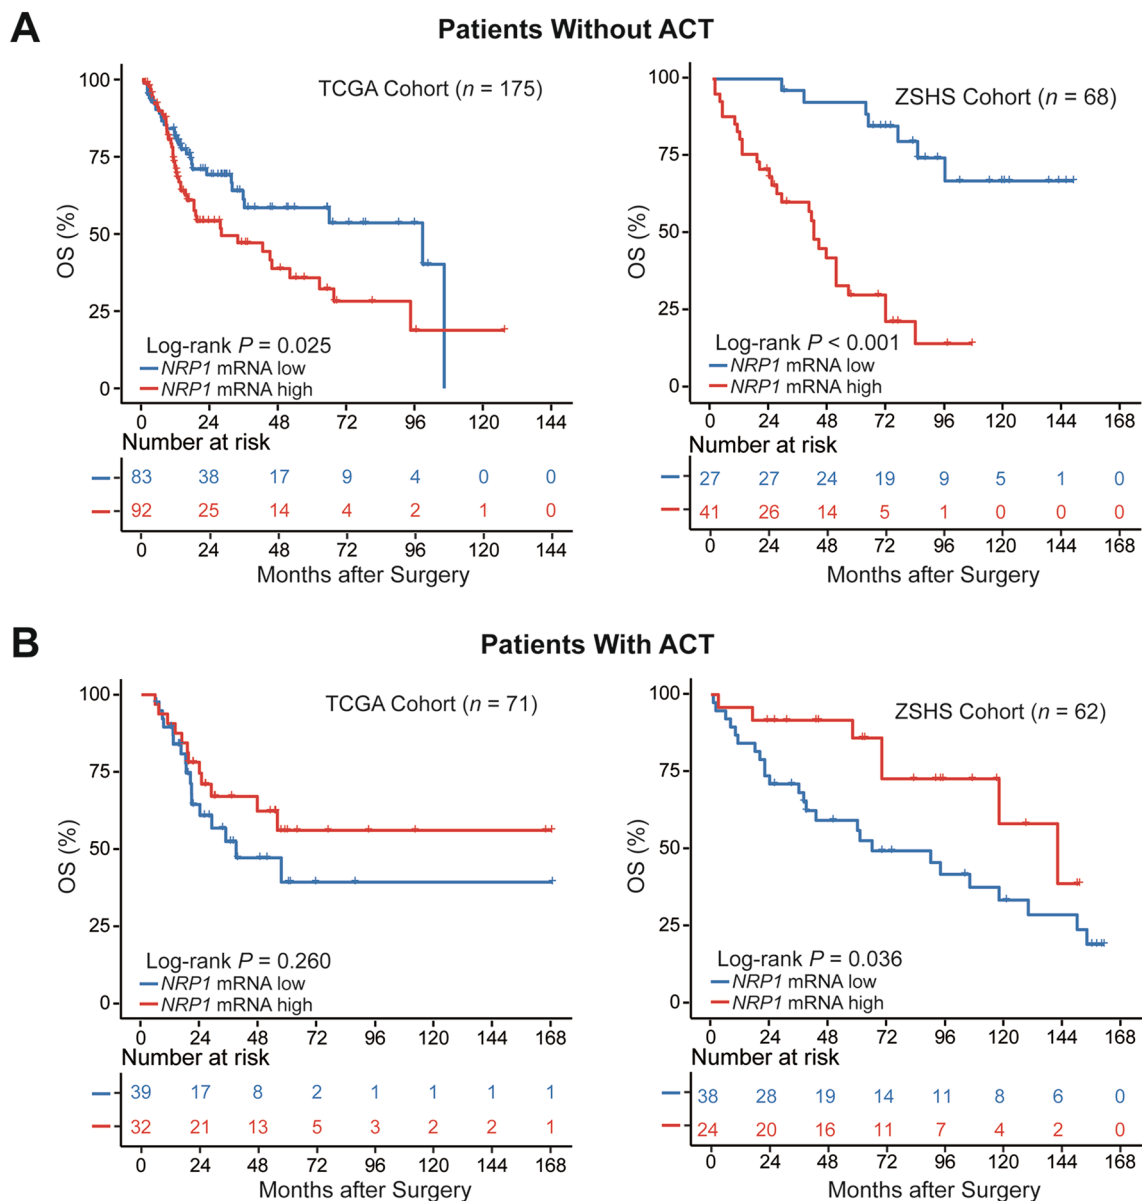 A
Patients Without ACT
TCGA Cohort (n = 175)
OS (%)
100
75
50
25
0
Log-rank P = 0.025
NRP1 mRNA low
NRP1 mRNA high
0 24 48 72 96 120 144
Number at risk
83 38 17 9 4 0 0
92 25 14 4 2 1 0
0 24 48 72 96 120 144
Months after Surgery
ZSHS Cohort (n = 68)
OS (%)
100
75
50
25
0
Log-rank P < 0.001
NRP1 mRNA low
NRP1 mRNA high
0 24 48 72 96 120 144 168
Number at risk
27 27 24 19 9 5 1 0
41 26 14 5 1 0 0 0
0 24 48 72 96 120 144 168
Months after Surgery
B
Patients With ACT
TCGA Cohort (n = 71)
OS (%)
100
75
50
25
0
Log-rank P = 0.260
NRP1 mRNA low
NRP1 mRNA high
0 24 48 72 96 120 144 168
Number at risk
39 17 8 2 1 1 1 1
32 21 13 5 3 2 2 1
0 24 48 72 96 120 144 168
Months after Surgery
ZSHS Cohort (n = 62)
OS (%)
100
75
50
25
0
Log-rank P = 0.036
NRP1 mRNA low
NRP1 mRNA high
0 24 48 72 96 120 144 168
Number at risk
38 28 19 14 11 8 6 0
24 20 16 11 7 4 2 0
0 24 48 72 96 120 144 168
Months after Surgery